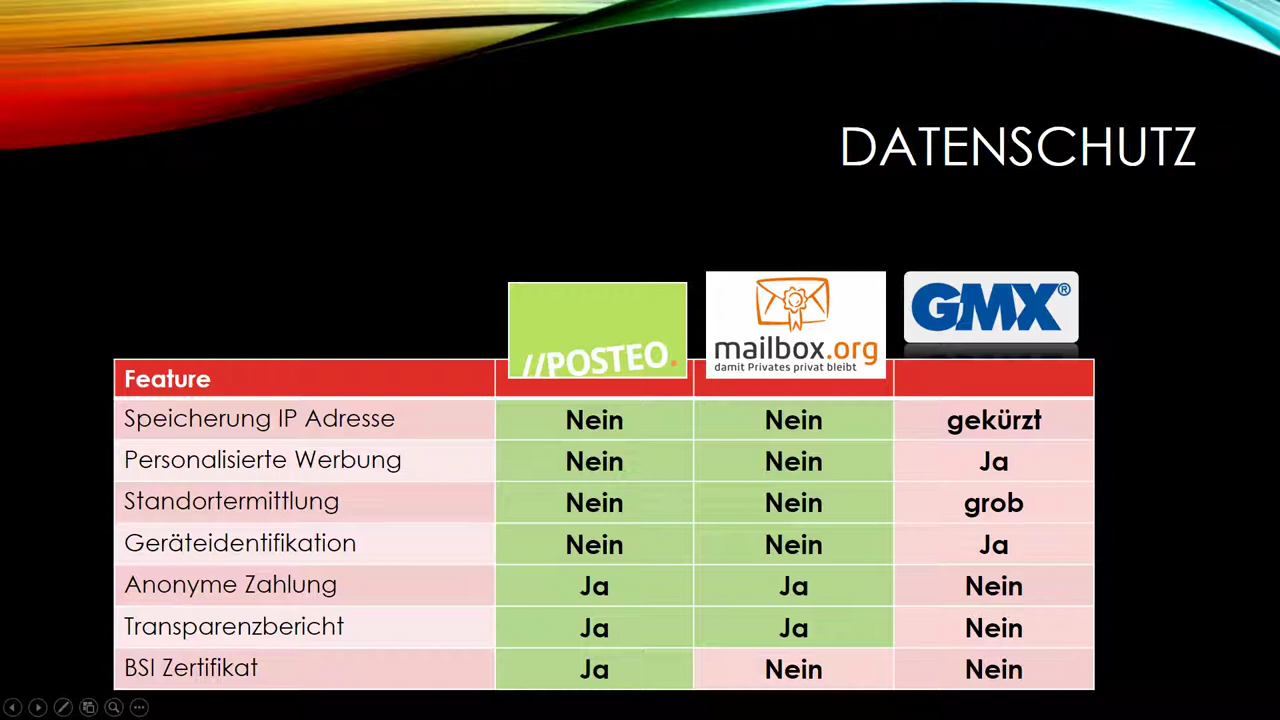 DATENSCHUTZ
//POSTEO.
mailbox.org
damit Privates privat bleibt
GMX®
Feature
Speicherung IP Adresse Nein Nein gekürzt
Personalisierte Werbung Nein Nein Ja
Standortermittlung Nein Nein grob
Geräteidentifikation Nein Nein Ja
Anonyme Zahlung Ja Ja Nein
Transparenzbericht Ja Ja Nein
BSI Zertifikat Ja Nein Nein